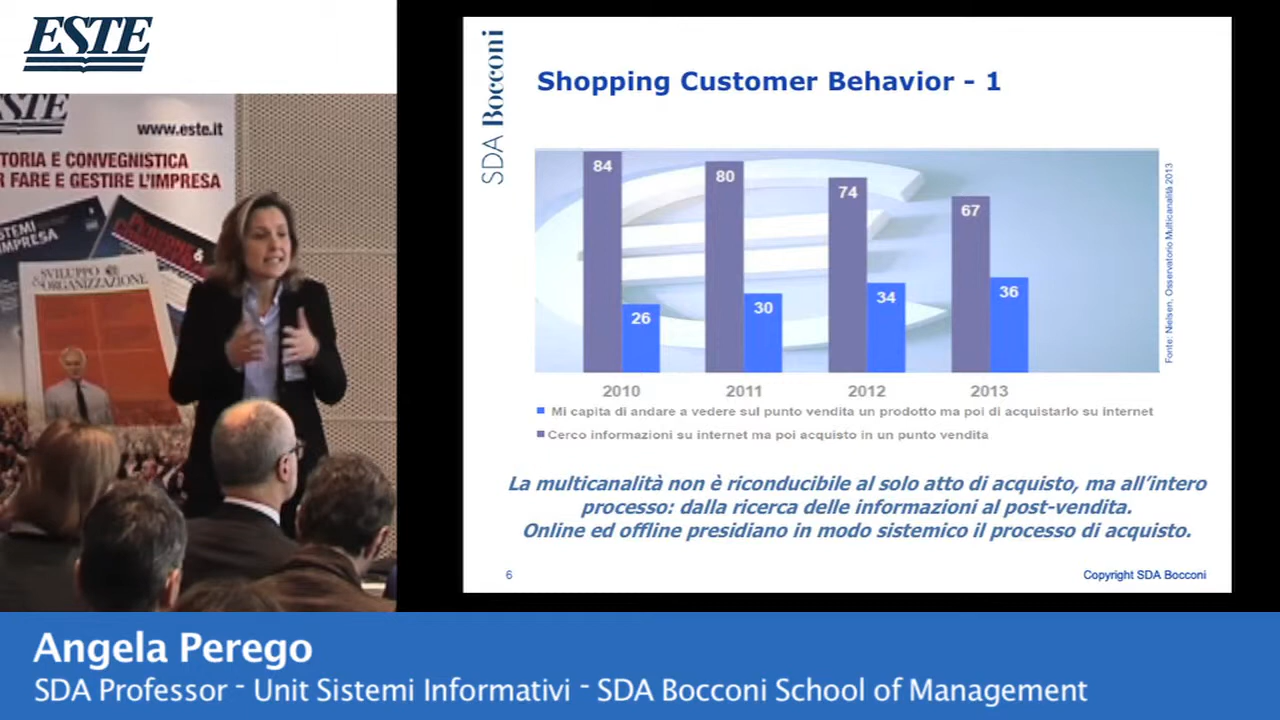 ESTE
ESTE
www.este.it
TORIA E CONVEGNISTICA
R FARE E GESTIRE L'IMPRESA
SISTEMI
IMPRESA
SVILUPPO
&ORGANIZZAZIONE
SDA Bocconi
Shopping Customer Behavior - 1
84
26
80
30
74
34
67
36
2010
2011
2012
2013
Fonte: Nielsen, Osservatorio Multicanalità 2013
Mi capita di andare a vedere sul punto vendita un prodotto ma poi di acquistarlo su internet
Cerco informazioni su internet ma poi acquisto in un punto vendita
La multicanalità non è riconducibile al solo atto di acquisto, ma all'intero
processo: dalla ricerca delle informazioni al post-vendita.
Online ed offline presidiano in modo sistemico il processo di acquisto.
6
Copyright SDA Bocconi
Angela Perego
SDA Professor - Unit Sistemi Informativi - SDA Bocconi School of Management